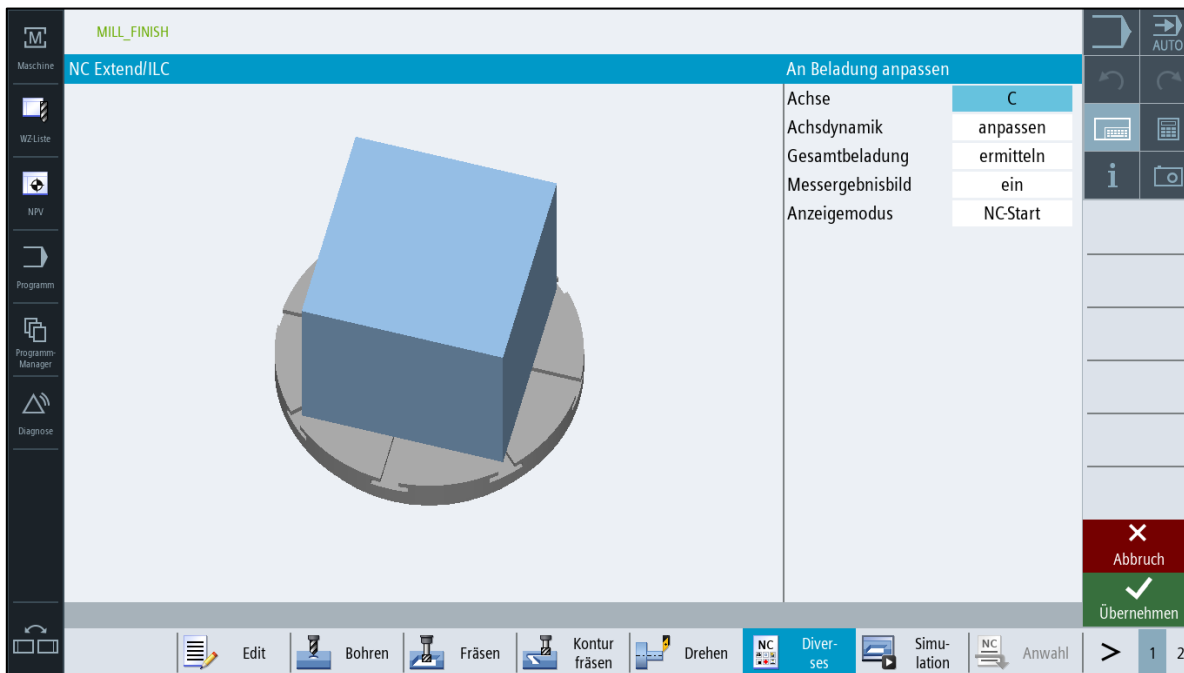 MILL_FINISH
M
Maschine
AUTO
NC Extend/ILC
An Beladung anpassen
Achse C
Achsdynamik anpassen
Gesamtbeladung ermitteln
Messergebnisbild ein
Anzeigemodus NC-Start
WZ-Liste
NPV
Programm
Programm-
Manager
Diagnose
i
Abbruch
Übernehmen
Edit
Bohren
Fräsen
Kontur
fräsen
Drehen
NC
Diver-
ses
Simu-
lation
NC
Anwahl
>
1 2